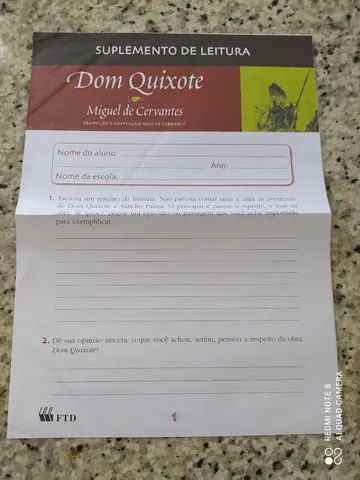 SUPLEMENTO DE LEITURA
Dom Quixote
Miguel de Cervantes
TRADUÇÃO E ADAPTAÇÃO WALCYR CARRASCO
Nome do aluno
Ano:
Nome da escola:
1. Escreva um resumo da história. Não precisa contar uma a uma as aventuras
de Dom Quixote e Sancho Pança. O principal é passar o espírito, o tom da
obra. Se quiser, pegue um episódio ou passagem que você ache importante
para exemplificar.
2. Dê sua opinião sincera: o que você achou, sentiu, pensou a respeito da obra
Dom Quixote?
FTD
1
REDMI NOTE 8
AI QUAD CAMERA